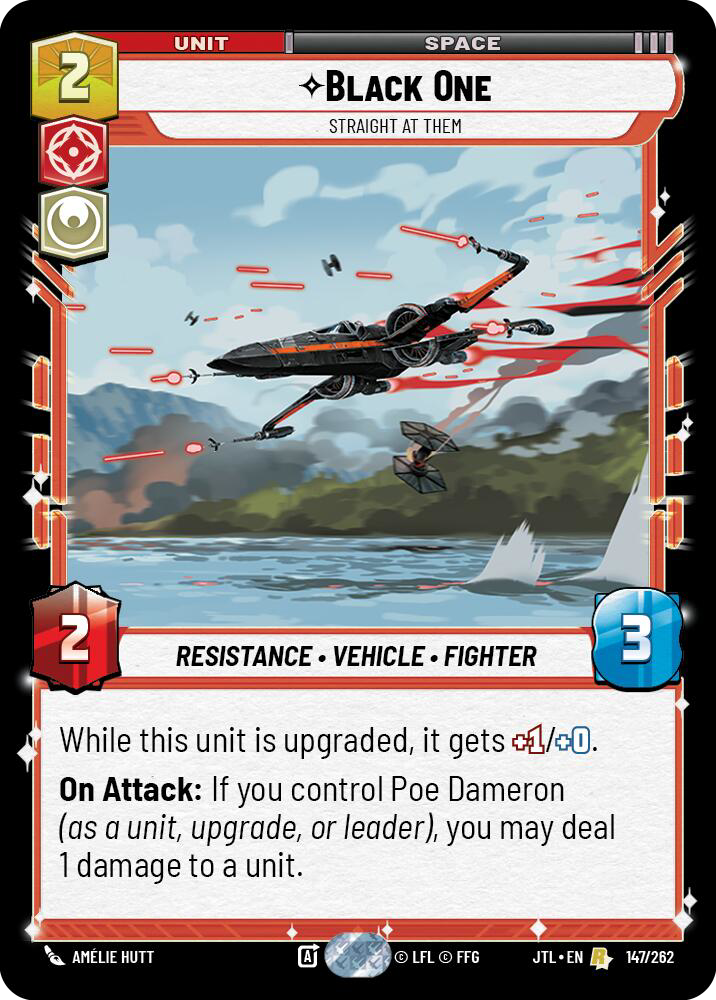 UNIT
SPACE
2
BLACK ONE
STRAIGHT AT THEM
2
RESISTANCE • VEHICLE • FIGHTER
3
While this unit is upgraded, it gets +1/+0.
On Attack: If you control Poe Dameron
(as a unit, upgrade, or leader), you may deal
1 damage to a unit.
AMÉLIE HUTT
A
© LFL © FFG
JTL • EN
R
147/262